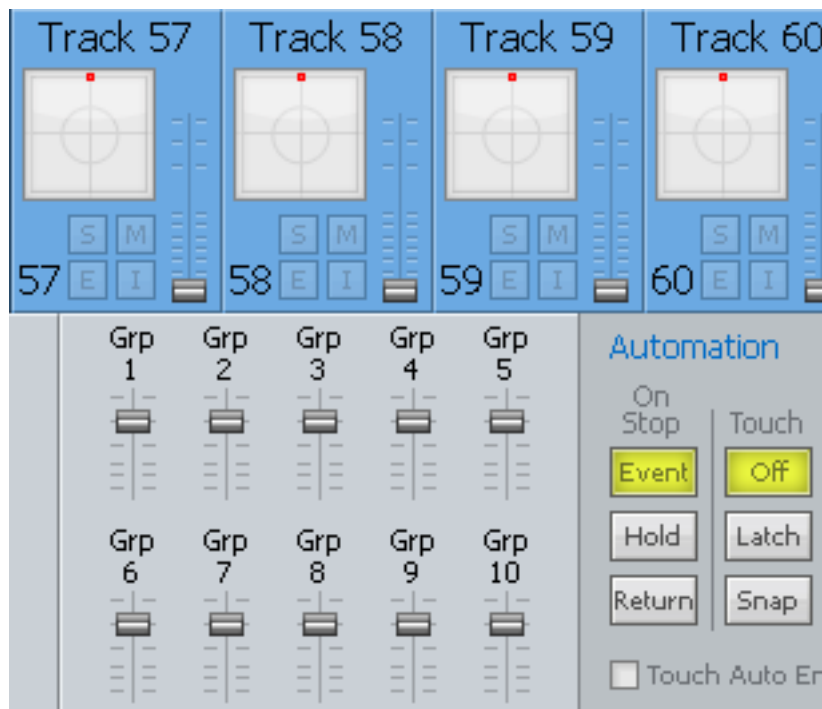 Track 57 Track 58 Track 59 Track 60
S M S M S M S M
57 E I 58 E I 59 E I 60 E I
Grp Grp Grp Grp Grp
1 2 3 4 5
Automation
On
Stop Touch
Event Off
Hold Latch
Return Snap
Grp Grp Grp Grp Grp
6 7 8 9 10
Touch Auto